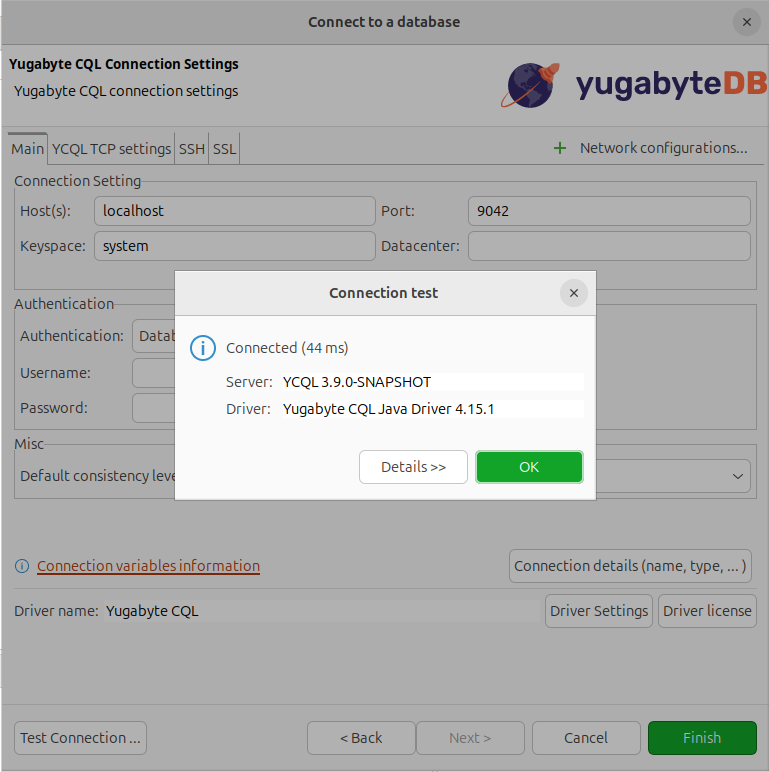 Connect to a database
Yugabyte CQL Connection Settings
Yugabyte CQL connection settings
yugabyteDB
Main YCQL TCP settings SSH SSL
Network configurations...
Connection Setting
Host(s): localhost Port: 9042
Keyspace: system Datacenter:
Authentication
Authentication:
Username:
Password:
Misc
Default consistency
Connection test
Connected (44 ms)
Server: YCQL 3.9.0-SNAPSHOT
Driver: Yugabyte CQL Java Driver 4.15.1
Details >> OK
Connection variables information
Connection details (name, type, ... )
Driver name: Yugabyte CQL Driver Settings Driver license
Test Connection ... < Back Next > Cancel Finish